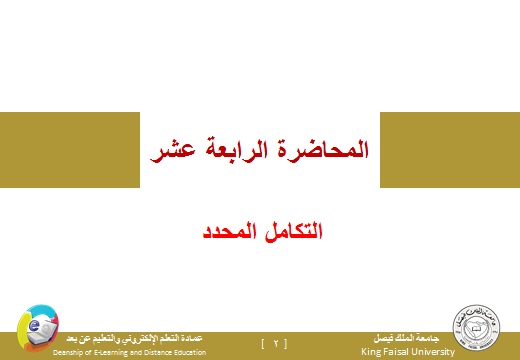 المحاضرة الرابعة عشر
التكامل المحدد
جامعة الملك فيصل
King Faisal University
[ ٢ ]
عمادة التعلم الإلكتروني والتعليم عن بعد
Deanship of E-Learning and Distance Education